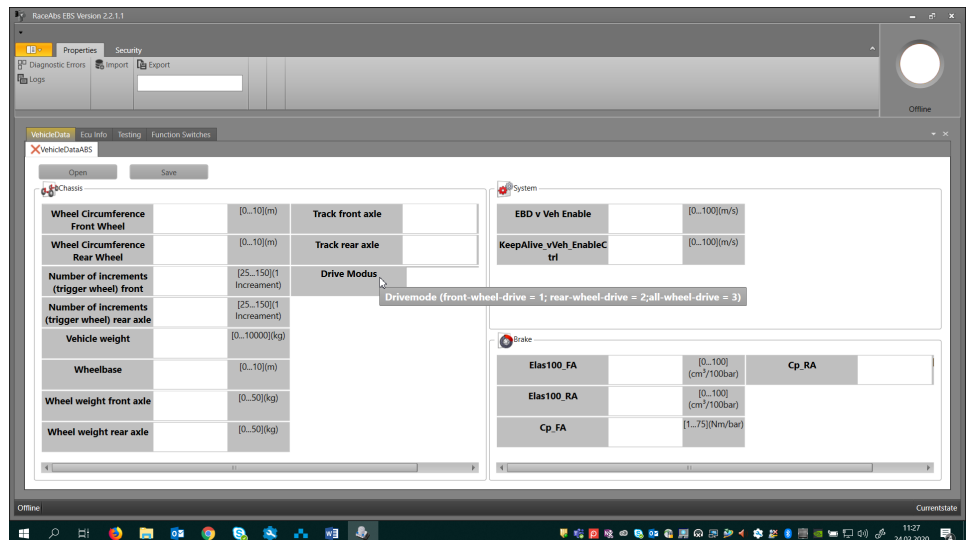 RaceAbs EBS Version 2.2.1.1
Properties Security
Diagnostic Errors Import Export
Logs
Offline
VehicleData Ecu Info Testing Function Switches
VehicleDataABS
Open Save
Chassis
Wheel Circumference
Front Wheel
[0...10](m)
Track front axle
Wheel Circumference
Rear Wheel
[0...10](m)
Track rear axle
Number of increments
(trigger wheel) front
[25...150](1
Increament)
Drive Modus
Drivemode (front-wheel-drive = 1; rear-wheel-drive = 2;all-wheel-drive = 3)
Number of increments
(trigger wheel) rear axle
[25...150](1
Increament)
Vehicle weight
[0...10000](kg)
Wheelbase
[0...10](m)
Wheel weight front axle
[0...50](kg)
Wheel weight rear axle
[0...50](kg)
System
EBD v Veh Enable
[0...100](m/s)
KeepAlive_vVeh_EnableC
trl
[0...100](m/s)
Brake
Elas100_FA
[0...100]
(cm³/100bar)
Cp_RA
Elas100_RA
[0...100]
(cm³/100bar)
Cp_FA
[1...75](Nm/bar)
Offline
Currentstate
11:27
24.03.2020